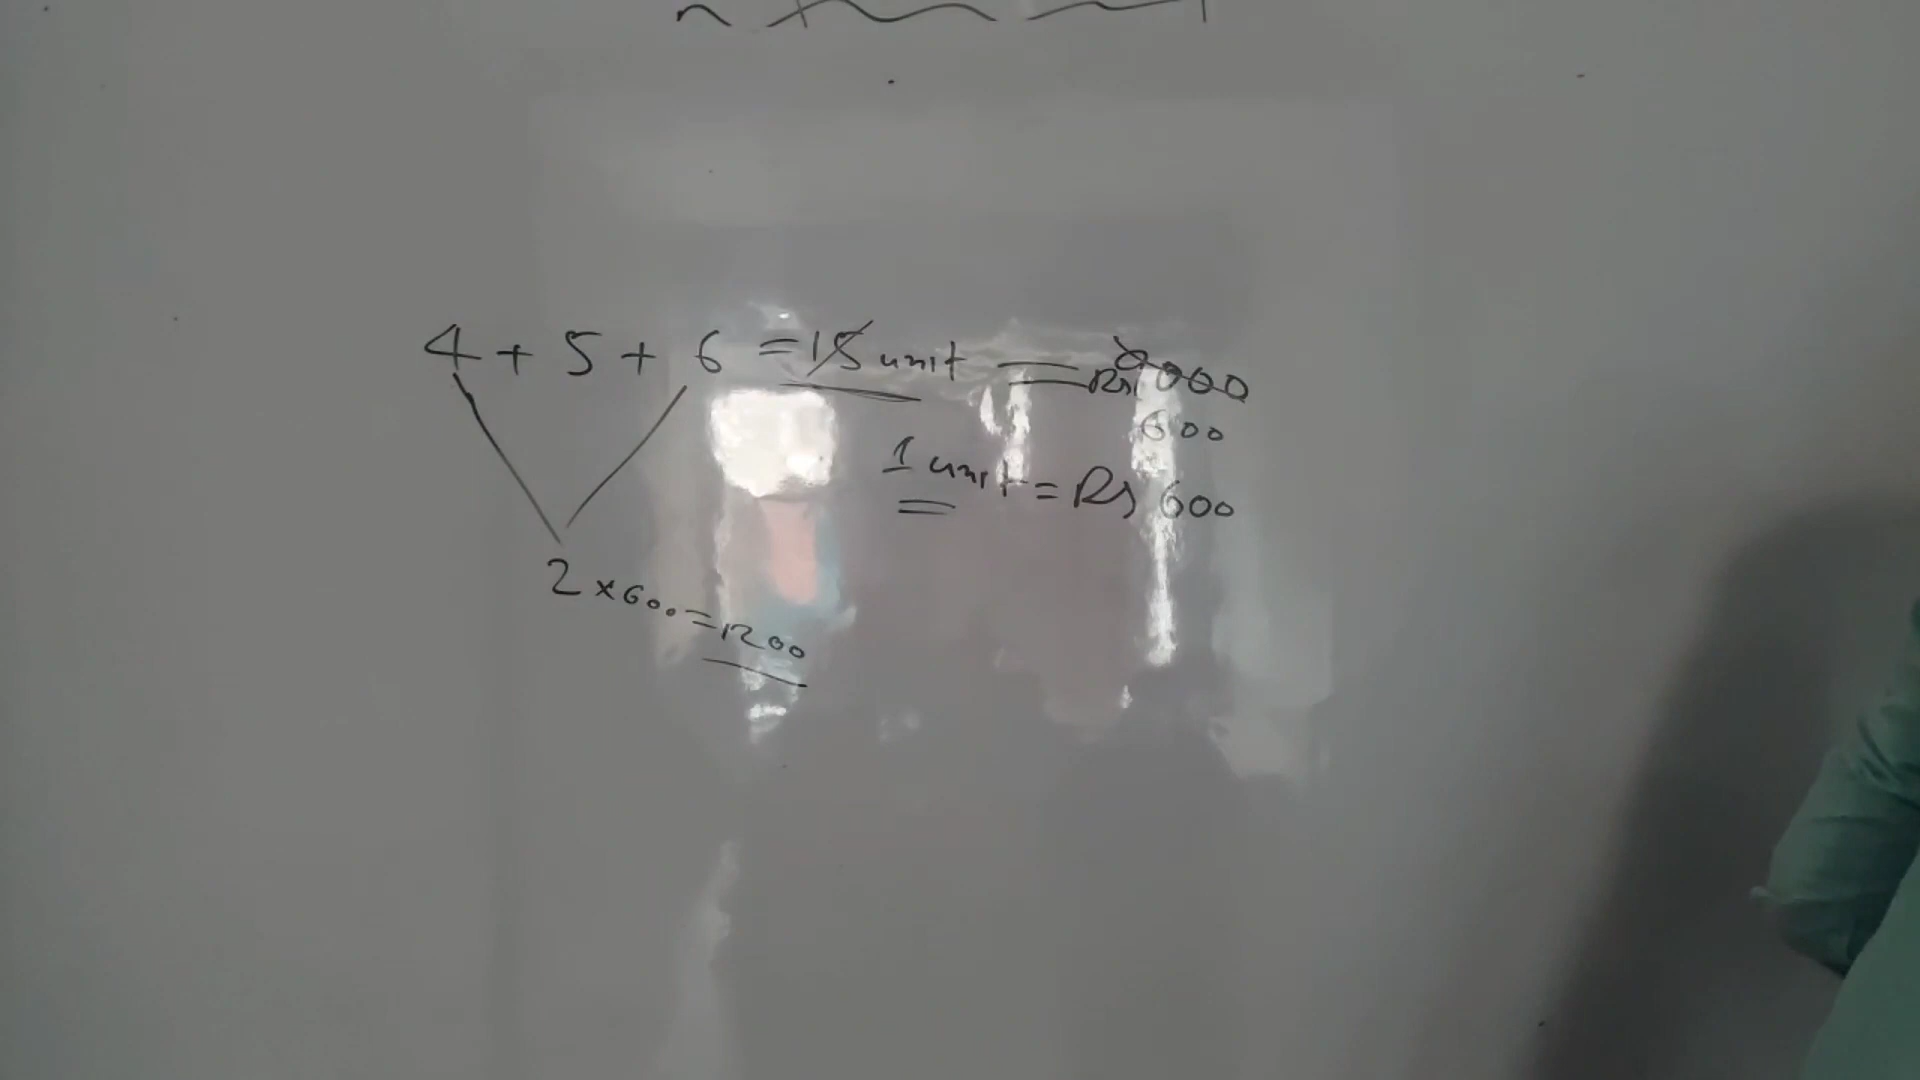 4 + 5 + 6 = 15 unit = Rs 9000
600
1 unit = Rs 600
2 × 600 = 1200